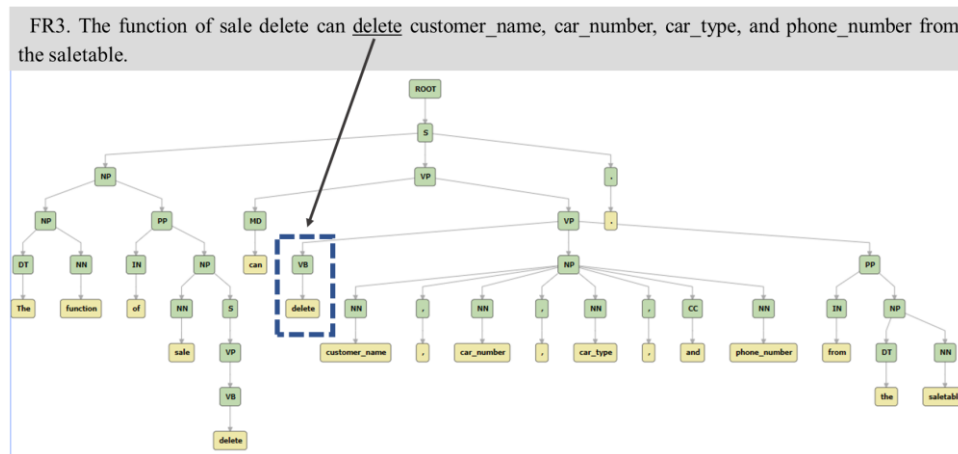 FR3. The function of sale delete can delete customer_name, car_number, car_type, and phone_number from
the saletable.
ROOT
S
NP VP .
NP PP MD VP .
DT NN IN NP can VB NP PP
The function of NN S delete NN , NN , NN , CC NN IN NP
sale VP customer_name , car_number , car_type , and phone_number from DT NN
VB the saletable
delete